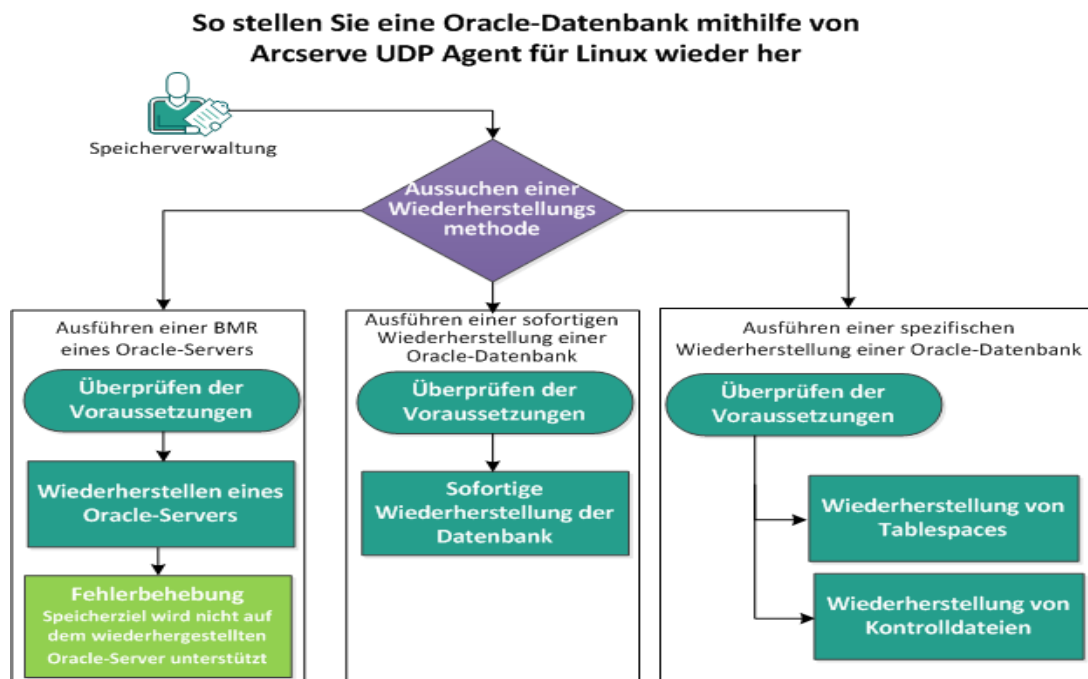 So stellen Sie eine Oracle-Datenbank mithilfe von
Arcserve UDP Agent für Linux wieder her
Speicherverwaltung
Aussuchen einer
Wiederherstellungs
methode
Ausführen einer BMR
eines Oracle-Servers
Überprüfen der
Voraussetzungen
Wiederherstellen eines
Oracle-Servers
Fehlerbehebung
Speicherziel wird nicht auf
dem wiederhergestellten
Oracle-Server unterstützt
Ausführen einer sofortigen
Wiederherstellung einer
Oracle-Datenbank
Überprüfen der
Voraussetzungen
Sofortige
Wiederherstellung der
Datenbank
Ausführen einer spezifischen
Wiederherstellung einer Oracle-Datenbank
Überprüfen der
Voraussetzungen
Wiederherstellung von
Tablespaces
Wiederherstellung von
Kontrolldateien